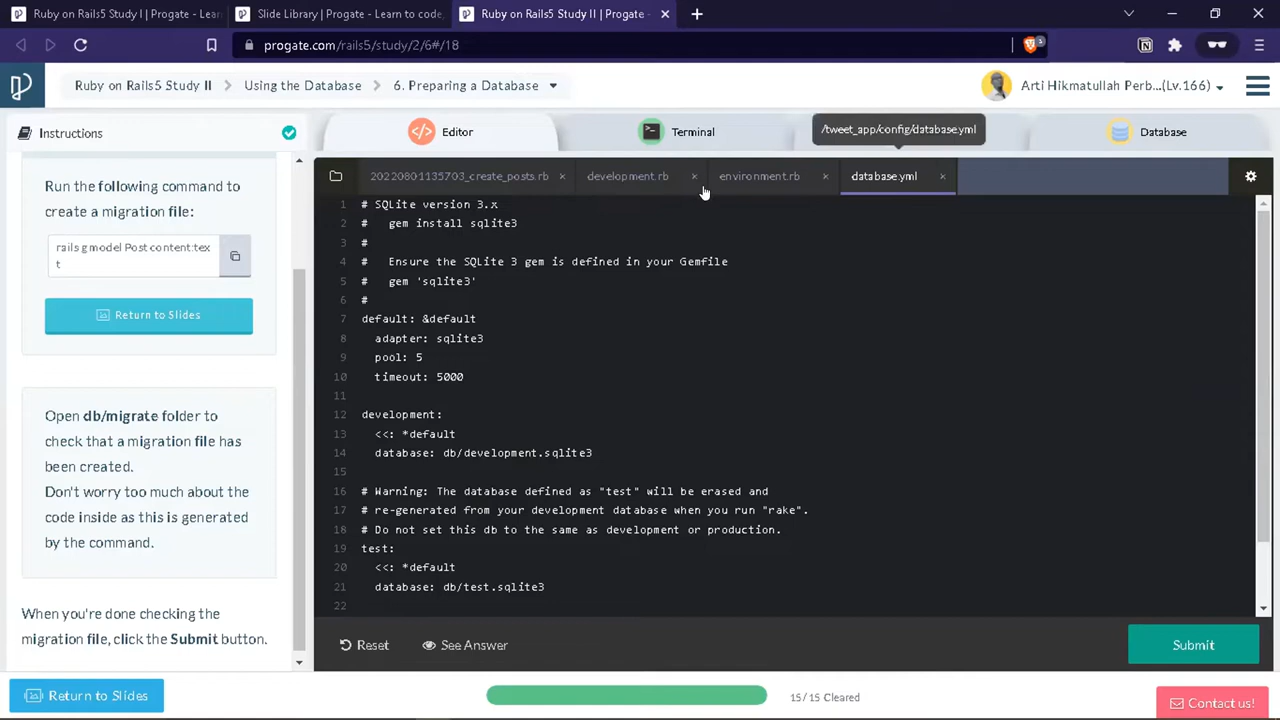 Ruby on Rails5 Study I | Progate - Le
Slide Library | Progate - Learn to code,
Ruby on Rails5 Study II | Progate -
progate.com/rails5/study/2/6#/18
3
Ruby on Rails5 Study II
Using the Database
6. Preparing a Database
Arti Hikmatullah Perb...(Lv.166)
Instructions
Editor
Terminal
/tweet_app/config/database.yml
Database
20220801135703_create_posts.rb
development.rb
environment.rb
database.yml
Run the following command to
create a migration file:
rails g model Post content:tex
t
Return to Slides
Open db/migrate folder to
check that a migration file has
been created.
Don't worry too much about the
code inside as this is generated
by the command.
When you're done checking the
migration file, click the Submit button.
1 # SQLite version 3.x
2 #   gem install sqlite3
3 #
4 #   Ensure the SQLite 3 gem is defined in your Gemfile
5 #   gem 'sqlite3'
6 #
7 default: &default
8   adapter: sqlite3
9   pool: 5
10   timeout: 5000
11
12 development:
13   <<: *default
14   database: db/development.sqlite3
15
16 # Warning: The database defined as "test" will be erased and
17 # re-generated from your development database when you run "rake".
18 # Do not set this db to the same as development or production.
19 test:
20   <<: *default
21   database: db/test.sqlite3
22
Reset
See Answer
Submit
Return to Slides
15/15 Cleared
Contact us!